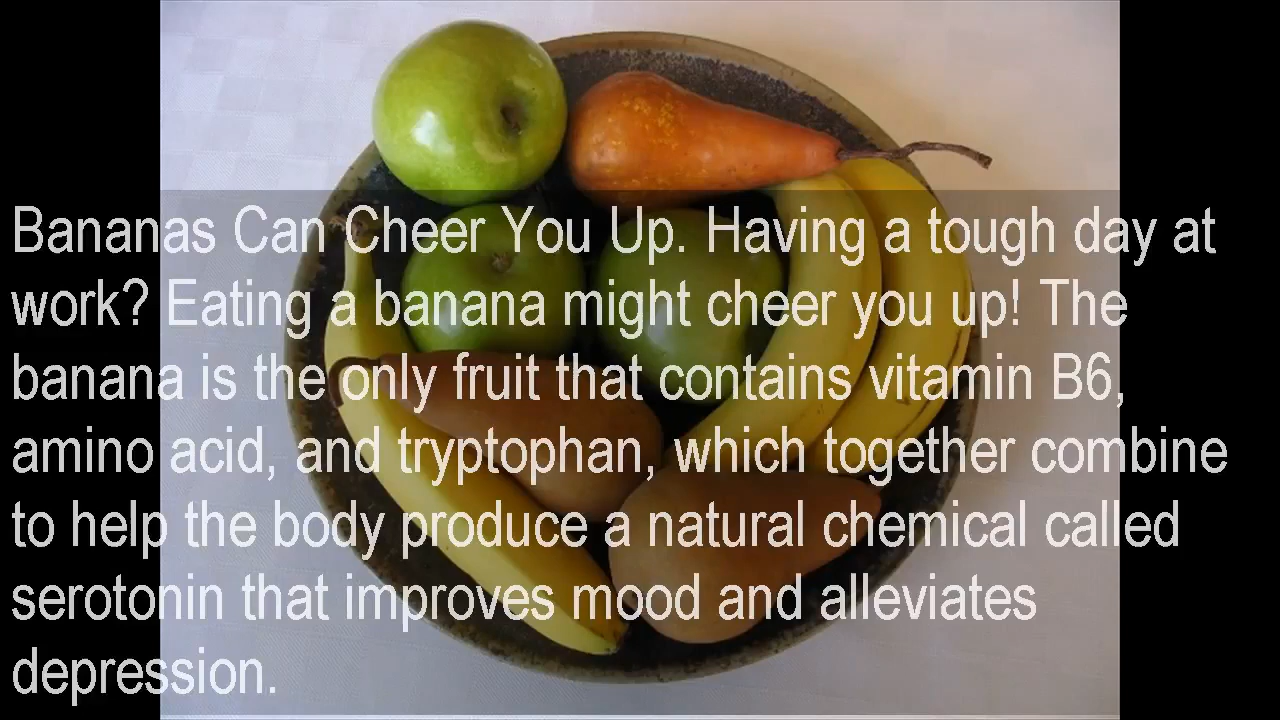 Bananas Can Cheer You Up. Having a tough day at
work? Eating a banana might cheer you up! The
banana is the only fruit that contains vitamin B6,
amino acid, and tryptophan, which together combine
to help the body produce a natural chemical called
serotonin that improves mood and alleviates
depression.